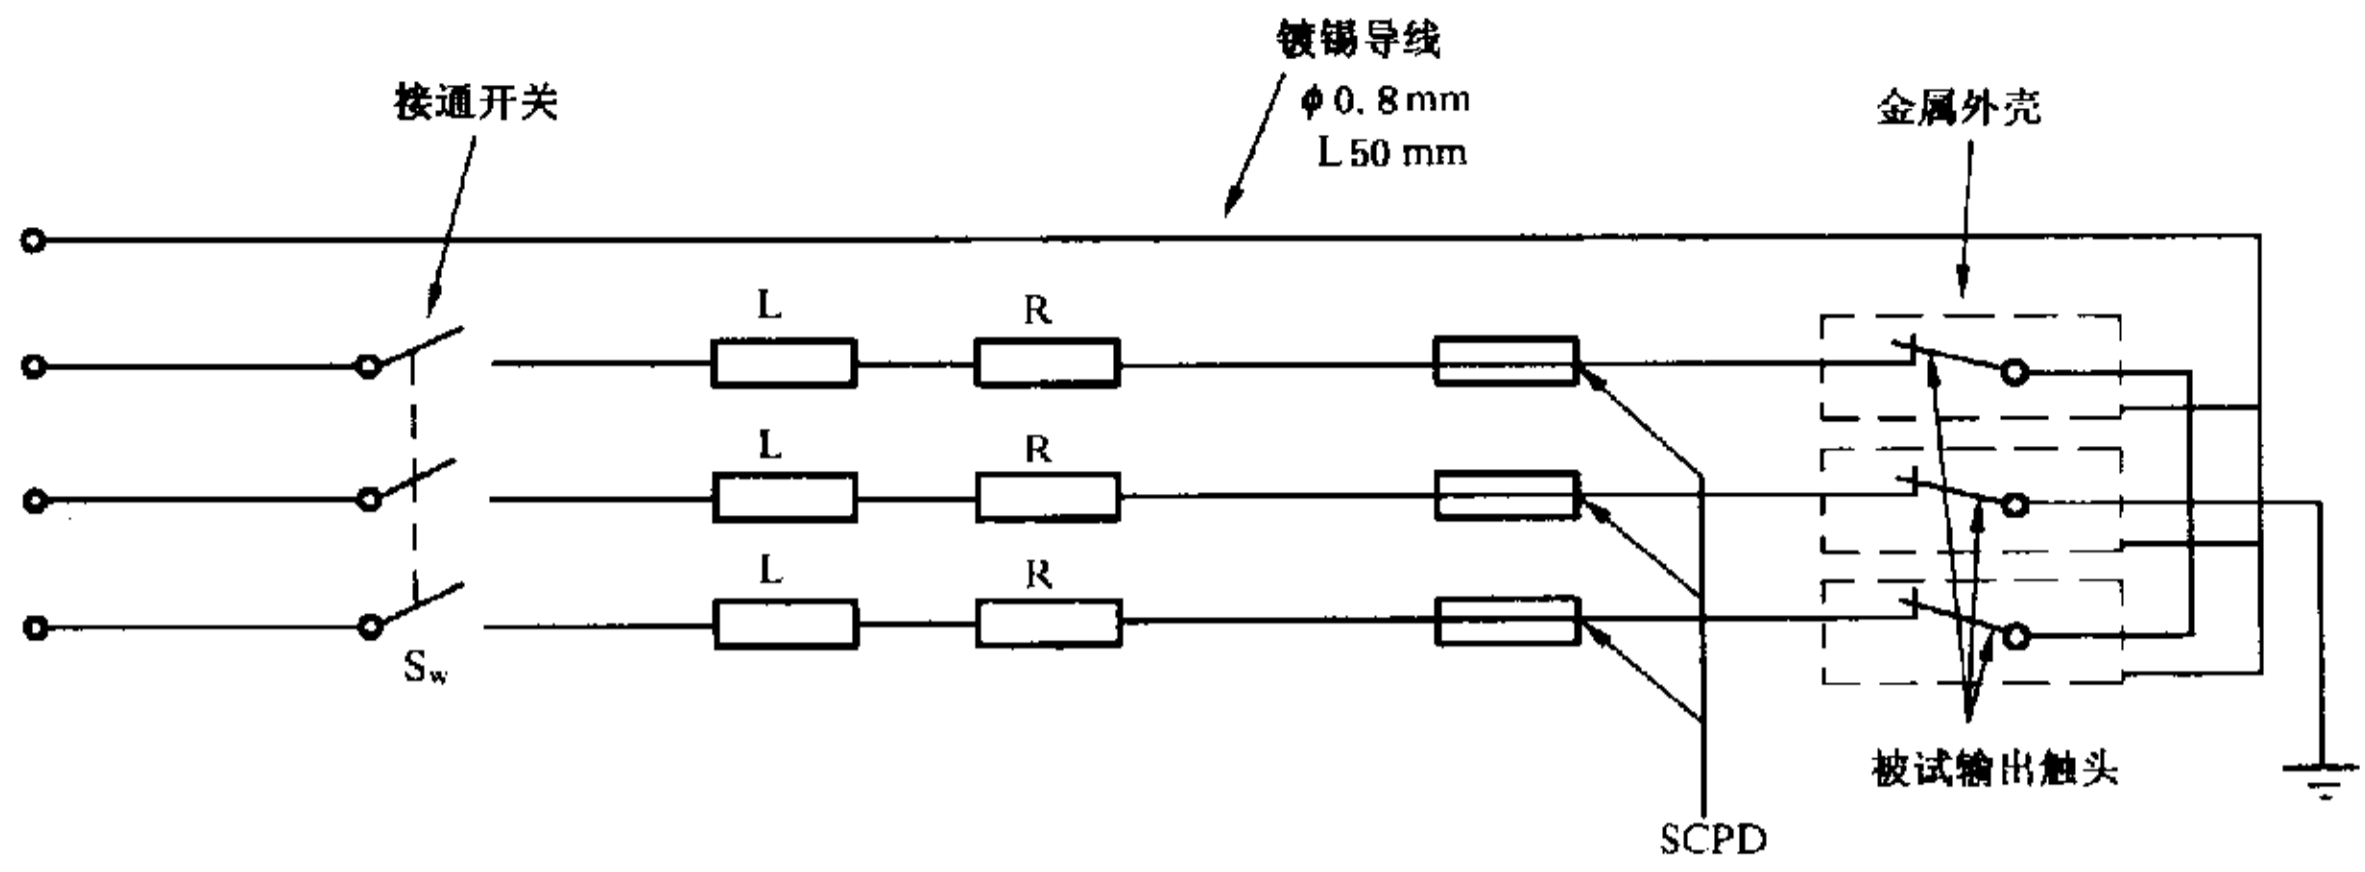 镀锡导线
接通开关
φ0.8mm
金属外壳
L50 mm
L
R
L
R
L
R
Sw
被试输出触头
SCPD